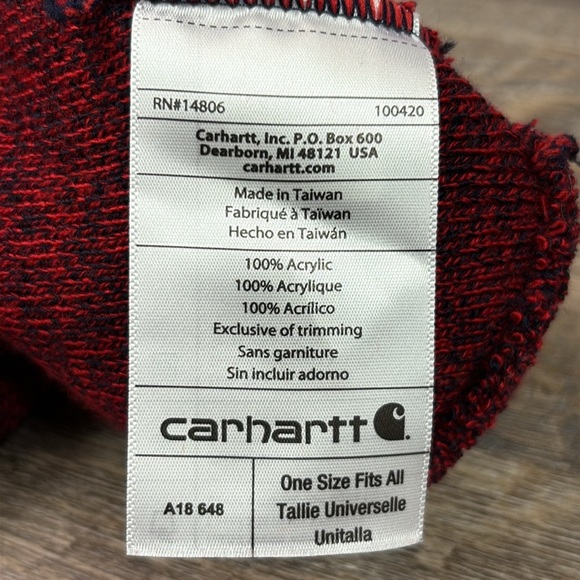 RN#14806 100420
Carhartt, Inc. P.O. Box 600
Dearborn, MI 48121 USA
carhartt.com
Made in Taiwan
Fabriqué à Taïwan
Hecho en Taiwán
100% Acrylic
100% Acrylique
100% Acrílico
Exclusive of trimming
Sans garniture
Sin incluir adorno
carhartt
A18 648
One Size Fits All
Tallie Universelle
Unitalla